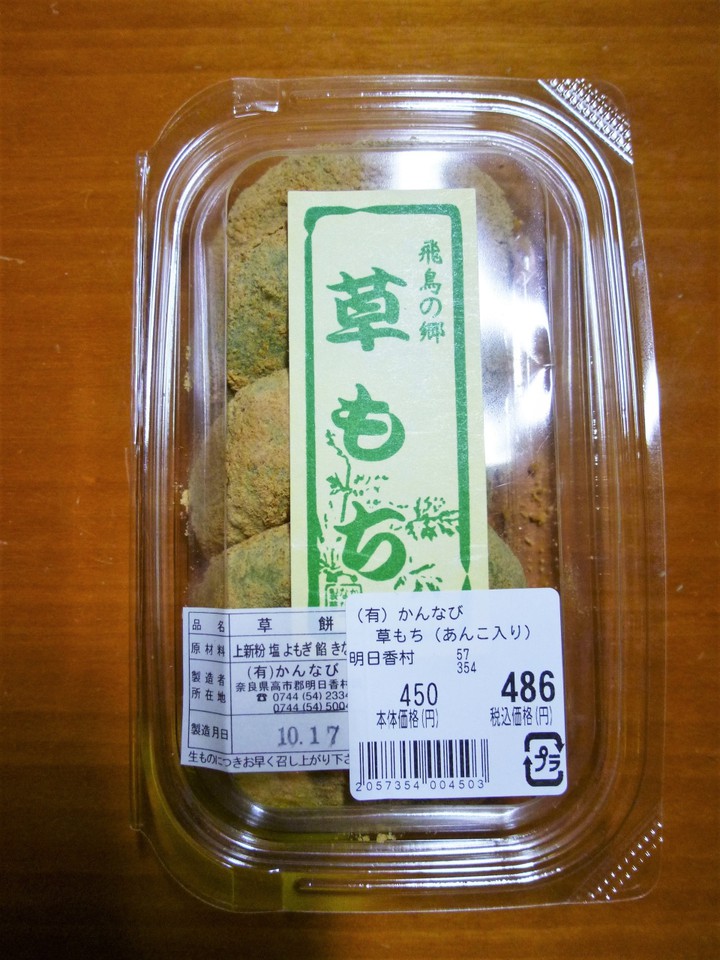 飛鳥の郷
草もち
品名 草餅
原材料 上新粉 塩 よもぎ 餡 きな
製造者所在地 (有)かんなび
奈良県高市郡明日香村
☎ 0744 (54) 2334
0744 (54) 5004
製造月日 10.17
生ものにつきお早く召し上がり下さ
(有) かんなび
草もち (あんこ入り)
明日香村 57
354
450 486
本体価格(円) 税込価格(円)
2057354 004503
プラ